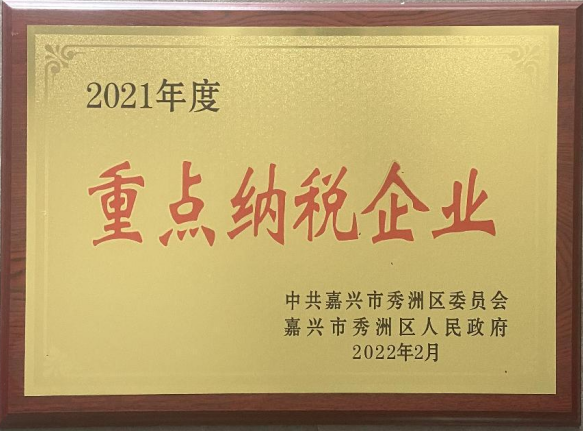 2021年度
重点纳税企业
中共嘉兴市秀洲区委员会
嘉兴市秀洲区人民政府
2022年2月